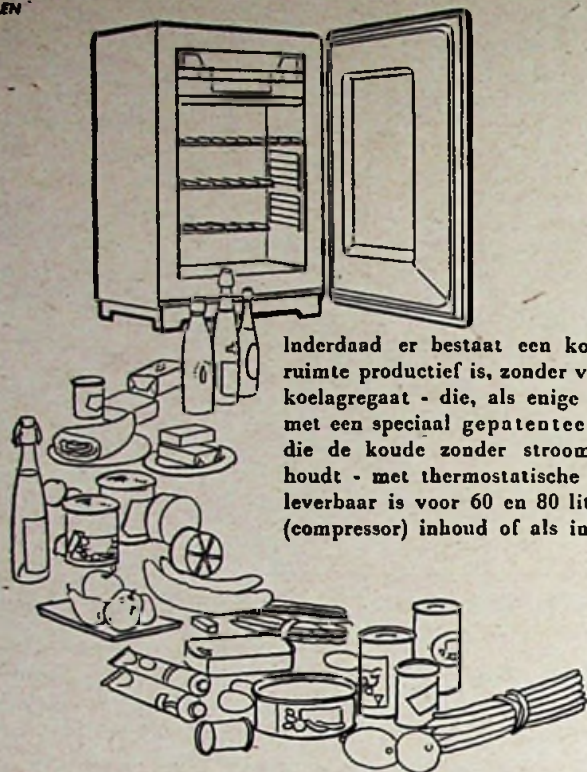 EN
Inderdaad er bestaat een ko
ruimte productief is, zonder v
koelagregaat - die, als enige
met een speciaal gepatentee
die de koude zonder stroom
houdt - met thermostatische
leverbaar is voor 60 en 80 lit
(compressor) inhoud of als in